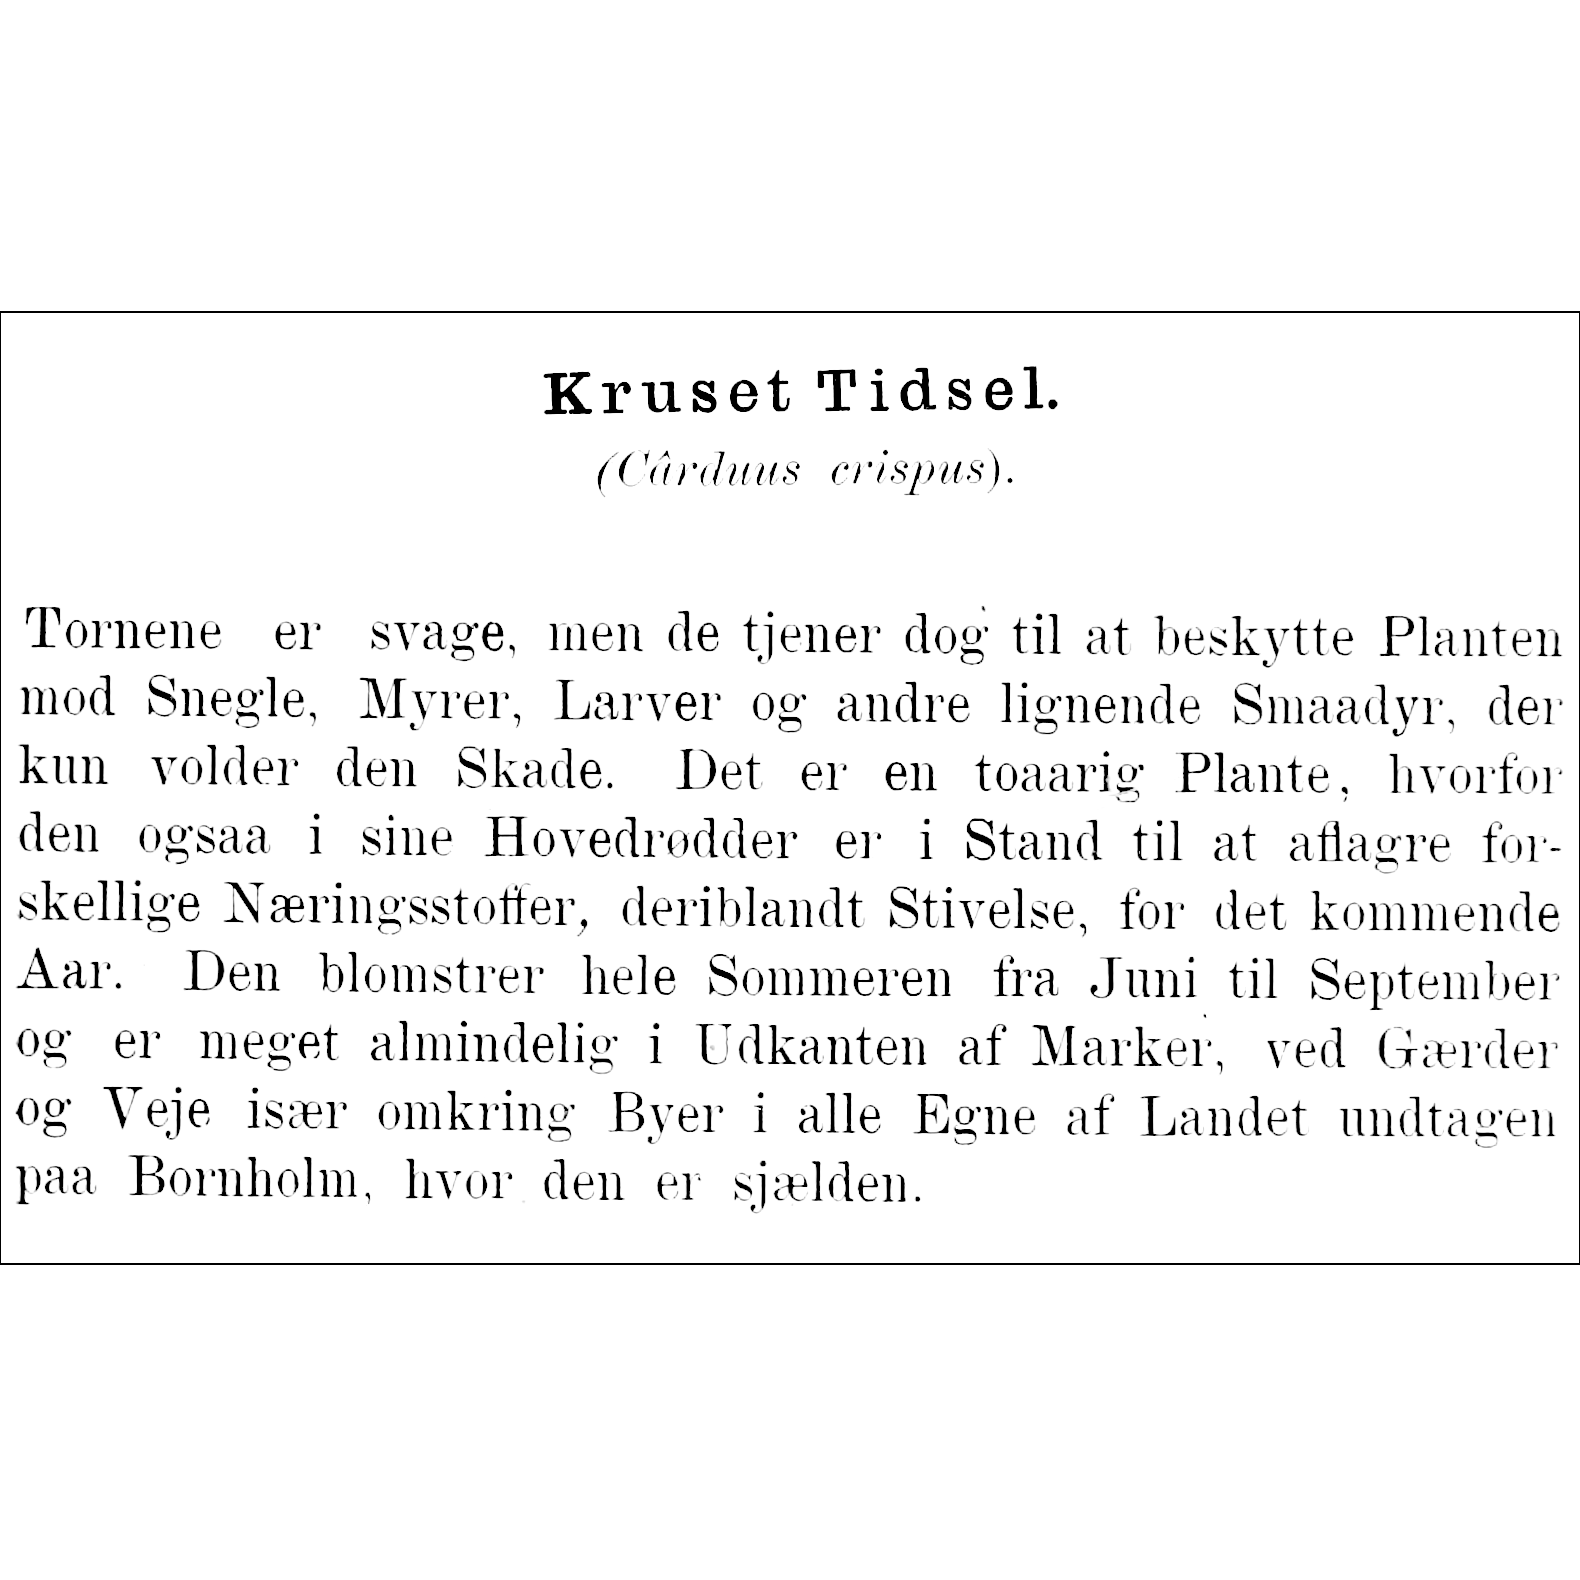 Kruset Tidsel.
(Cârduus crispus).
Tornene er svage, men de tjener dog til at beskytte Planten
mod Snegle, Myrer, Larver og andre lignende Smaadyr, der
kun volder den Skade. Det er en toaarig Plante, hvorfor
den ogsaa i sine Hovedrødder er i Stand til at aflagre for-
skellige Næringsstoffer, deriblandt Stivelse, for det kommende
Aar. Den blomstrer hele Sommeren fra Juni til September
og er meget almindelig i Udkanten af Marker, ved Gærder
og Veje især omkring Byer i alle Egne af Landet undtagen
paa Bornholm, hvor den er sjælden.